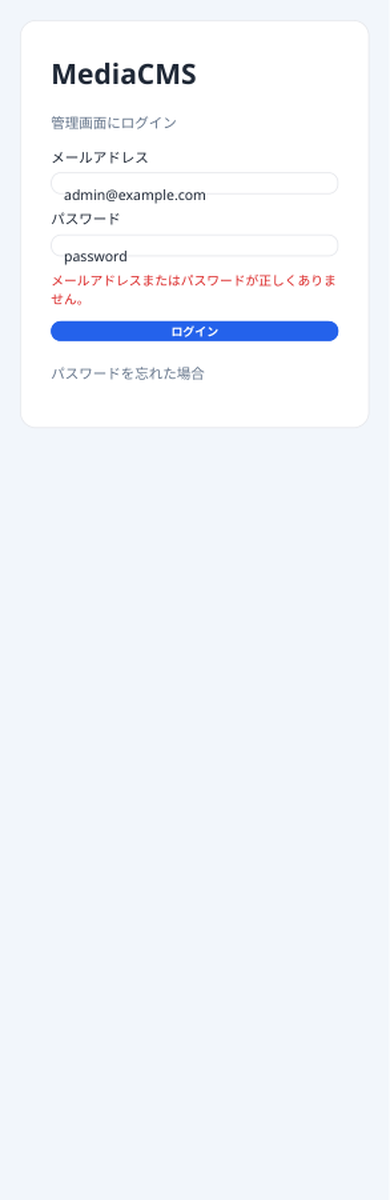 MediaCMS
管理画面にログイン
メールアドレス
admin@example.com
パスワード
password
メールアドレスまたはパスワードが正しくありま
せん。
ログイン
パスワードを忘れた場合